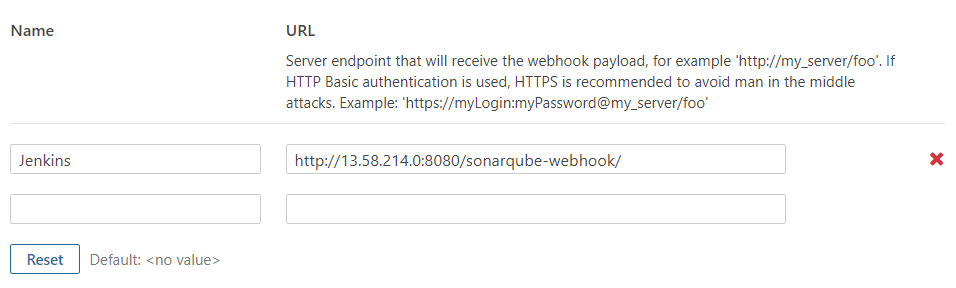 Name
URL
Server endpoint that will receive the webhook payload, for example 'http://my_server/foo'. If
HTTP Basic authentication is used, HTTPS is recommended to avoid man in the middle
attacks. Example: 'https://myLogin:myPassword@my_server/foo'
Jenkins
http://13.58.214.0:8080/sonarqube-webhook/
Reset
Default: <no value>